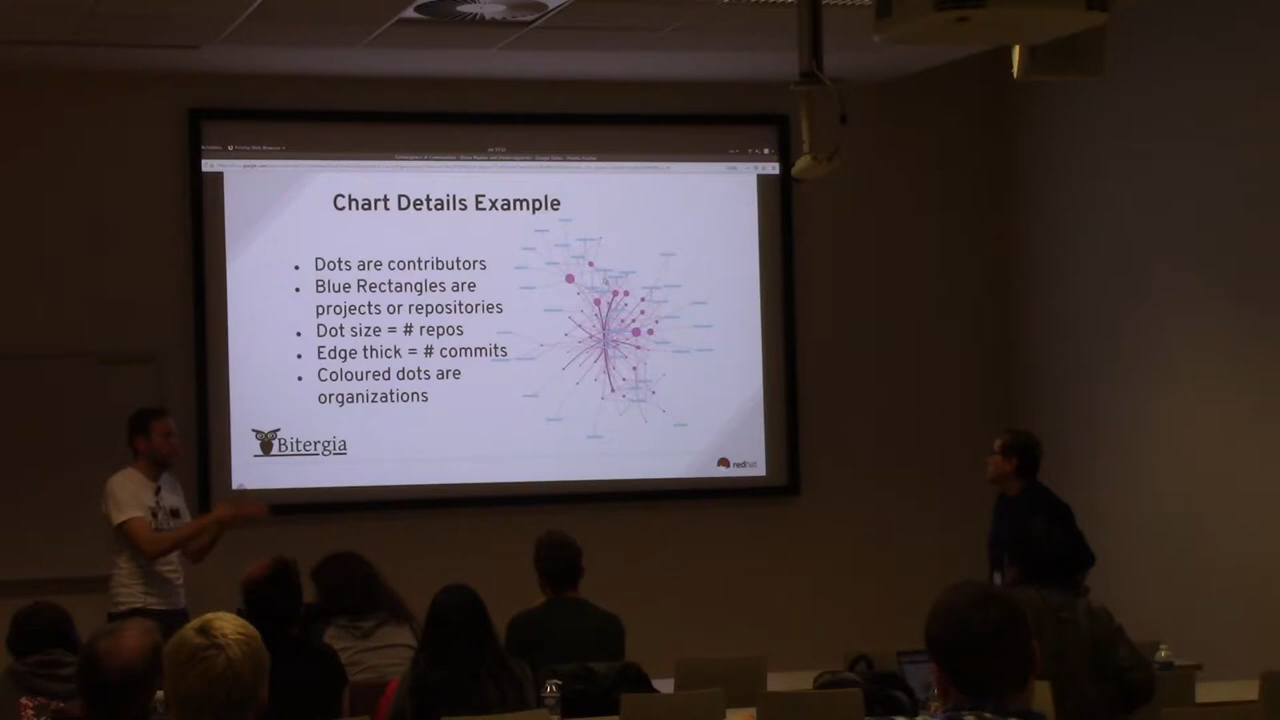 Chart Details Example
Dots are contributors
Blue Rectangles are
projects or repositories
Dot size = # repos
Edge thick = # commits
Coloured dots are
organizations
Bitergia
redhat